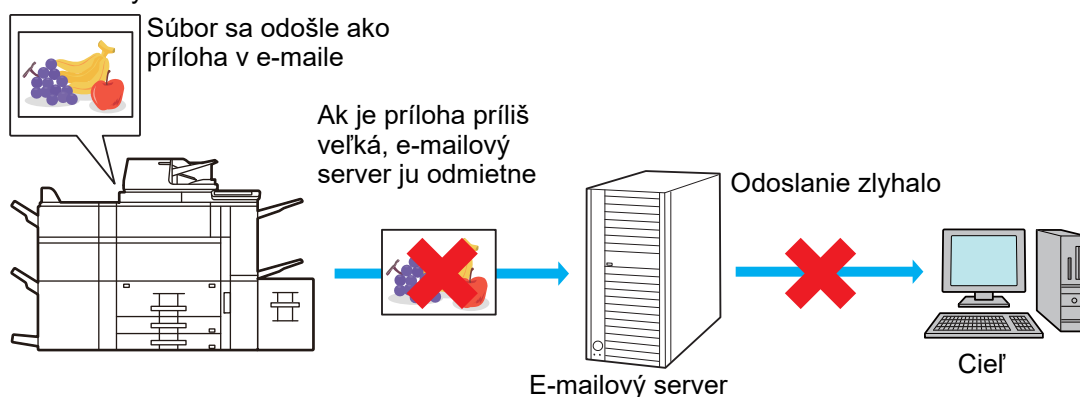 Súbor sa odošle ako
príloha v e-maile
Ak je príloha príliš
veľká, e-mailový
server ju odmietne
Odoslanie zlyhalo
E-mailový server
Cieľ